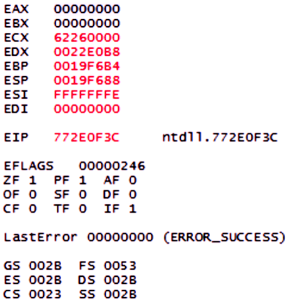 EAX 00000000
EBX 00000000
ECX 62260000
EDX 0022E0B8
EBP 0019F6B4
ESP 0019F688
ESI FFFFFFFE
EDI 00000000
EIP 772E0F3C ntdll.772E0F3C
EFLAGS 00000246
ZF 1 PF 1 AF 0
OF 0 SF 0 DF 0
CF 0 TF 0 IF 1
LastError 00000000 (ERROR_SUCCESS)
GS 002B FS 0053
ES 002B DS 002B
CS 0023 SS 002B